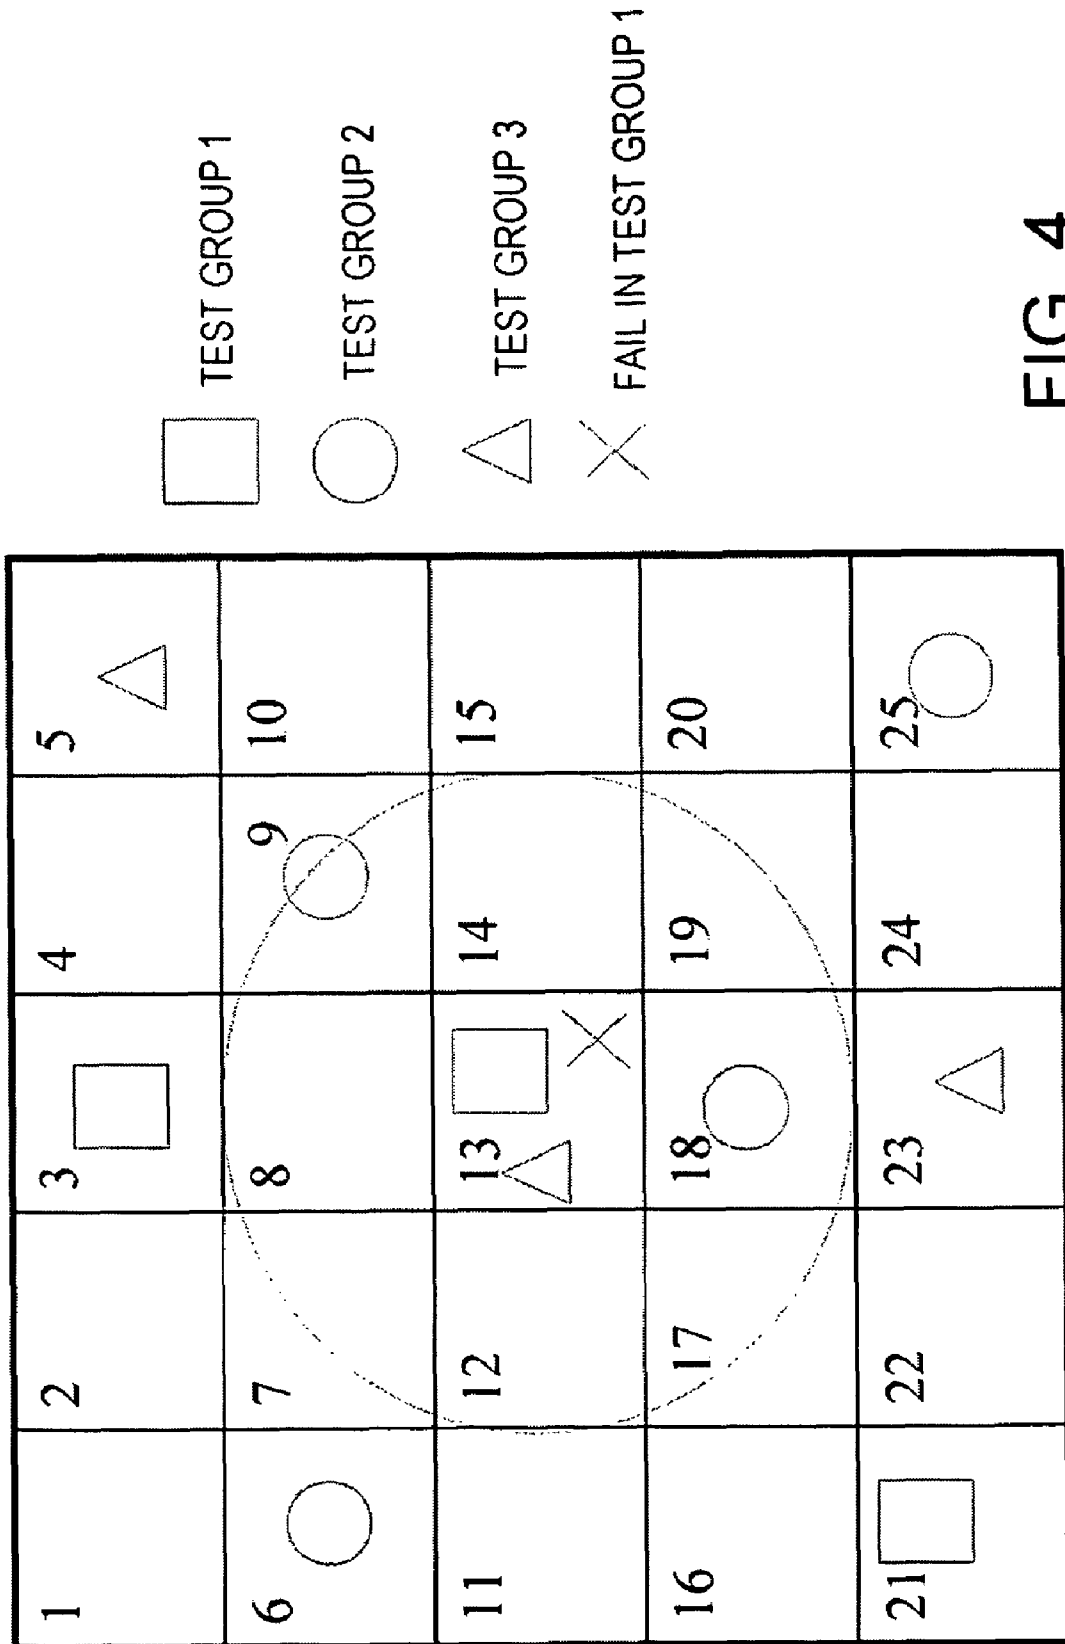 1 2 3 4 5
6 7 8 9 10
11 12 13 14 15
16 17 18 19 20
21 22 23 24 25
TEST GROUP 1
TEST GROUP 2
TEST GROUP 3
FAIL IN TEST GROUP 1
FIG 4